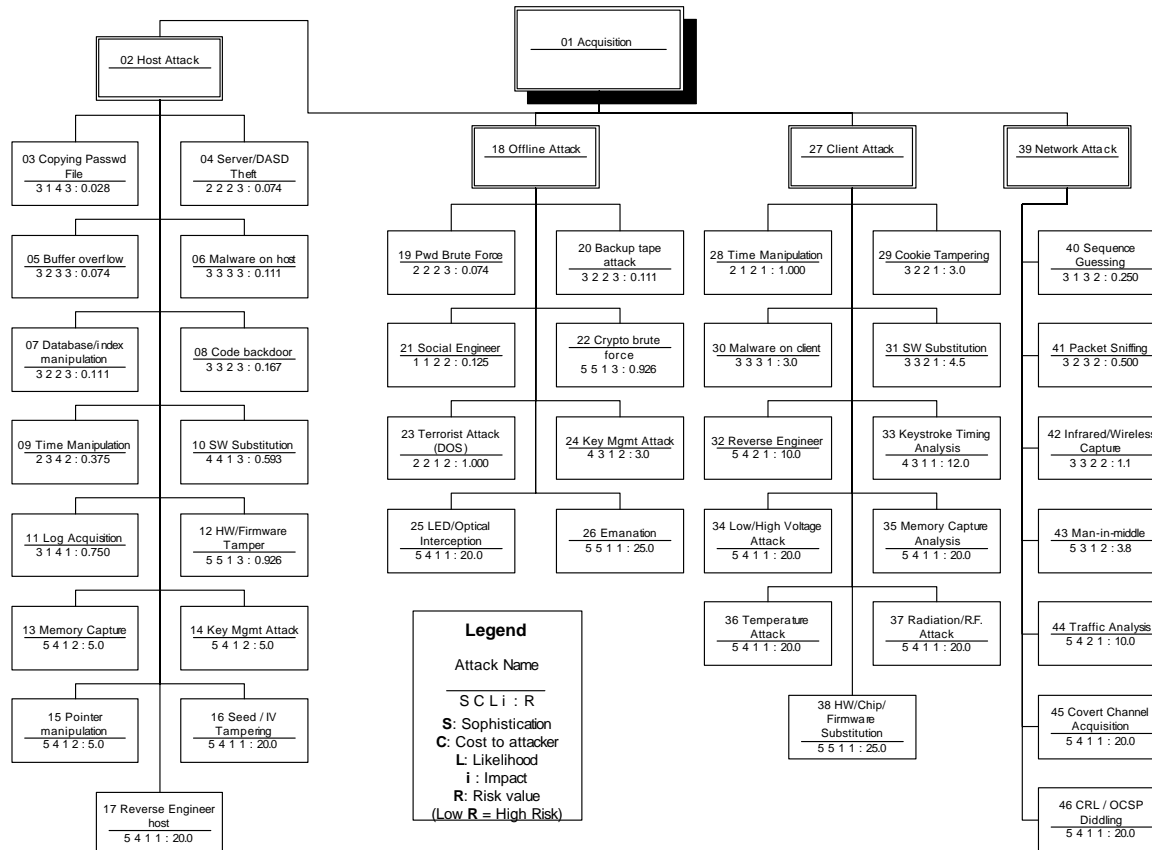 01 Acquisition
02 Host Attack
03 Copying Passwd
File
3 1 4 3 : 0.028
04 Server/DASD
Theft
2 2 2 3 : 0.074
05 Buffer overflow
3 2 3 3 : 0.074
06 Malware on host
3 3 3 3 : 0.111
07 Database/index
manipulation
3 2 2 3 : 0.111
08 Code backdoor
3 3 2 3 : 0.167
09 Time Manipulation
2 3 4 2 : 0.375
10 SW Substitution
4 4 1 3 : 0.593
11 Log Acquisition
3 1 4 1 : 0.750
12 HW/Firmware
Tamper
5 5 1 3 : 0.926
13 Memory Capture
5 4 1 2 : 5.0
14 Key Mgmt Attack
5 4 1 2 : 5.0
15 Pointer
manipulation
5 4 1 2 : 5.0
16 Seed / IV
Tampering
5 4 1 1 : 20.0
17 Reverse Engineer
host
5 4 1 1 : 20.0
18 Offline Attack
19 Pwd Brute Force
2 2 2 3 : 0.074
20 Backup tape
attack
3 2 2 3 : 0.111
21 Social Engineer
1 1 2 2 : 0.125
22 Crypto brute
force
5 5 1 3 : 0.926
23 Terrorist Attack
(DOS)
2 2 1 2 : 1.000
24 Key Mgmt Attack
4 3 1 2 : 3.0
25 LED/Optical
Interception
5 4 1 1 : 20.0
26 Emanation
5 5 1 1 : 25.0
Legend
Attack Name
S C L i : R
S: Sophistication
C: Cost to attacker
L: Likelihood
i : Impact
R: Risk value
(Low R = High Risk)
27 Client Attack
28 Time Manipulation
2 1 2 1 : 1.000
29 Cookie Tampering
3 2 2 1 : 3.0
30 Malware on client
3 3 3 1 : 3.0
31 SW Substitution
3 3 2 1 : 4.5
32 Reverse Engineer
5 4 2 1 : 10.0
33 Keystroke Timing
Analysis
4 3 1 1 : 12.0
34 Low/High Voltage
Attack
5 4 1 1 : 20.0
35 Memory Capture
Analysis
5 4 1 1 : 20.0
36 Temperature
Attack
5 4 1 1 : 20.0
37 Radiation/R.F.
Attack
5 4 1 1 : 20.0
38 HW/Chip/
Firmware
Substitution
5 5 1 1 : 25.0
39 Network Attack
40 Sequence
Guessing
3 1 3 2 : 0.250
41 Packet Sniffing
3 2 3 2 : 0.500
42 Infrared/Wireless
Capture
3 3 2 2 : 1.1
43 Man-in-middle
5 3 1 2 : 3.8
44 Traffic Analysis
5 4 2 1 : 10.0
45 Covert Channel
Acquisition
5 4 1 1 : 20.0
46 CRL / OCSP
Diddling
5 4 1 1 : 20.0